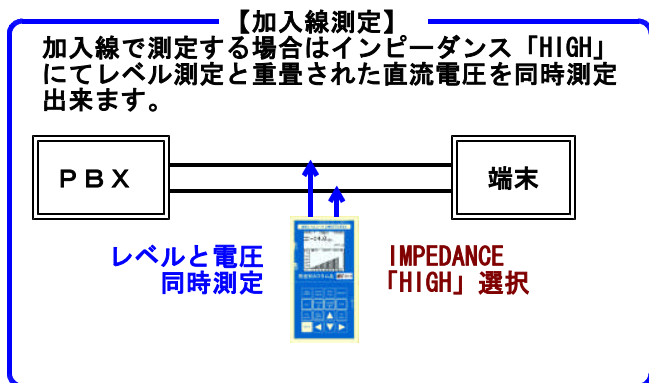 【加入線測定】
加入線で測定する場合はインピーダンス「HIGH」
にてレベル測定と重畳された直流電圧を同時測定
出来ます。
ＰＢＸ
端末
レベルと電圧
同時測定
IMPEDANCE
「HIGH」選択